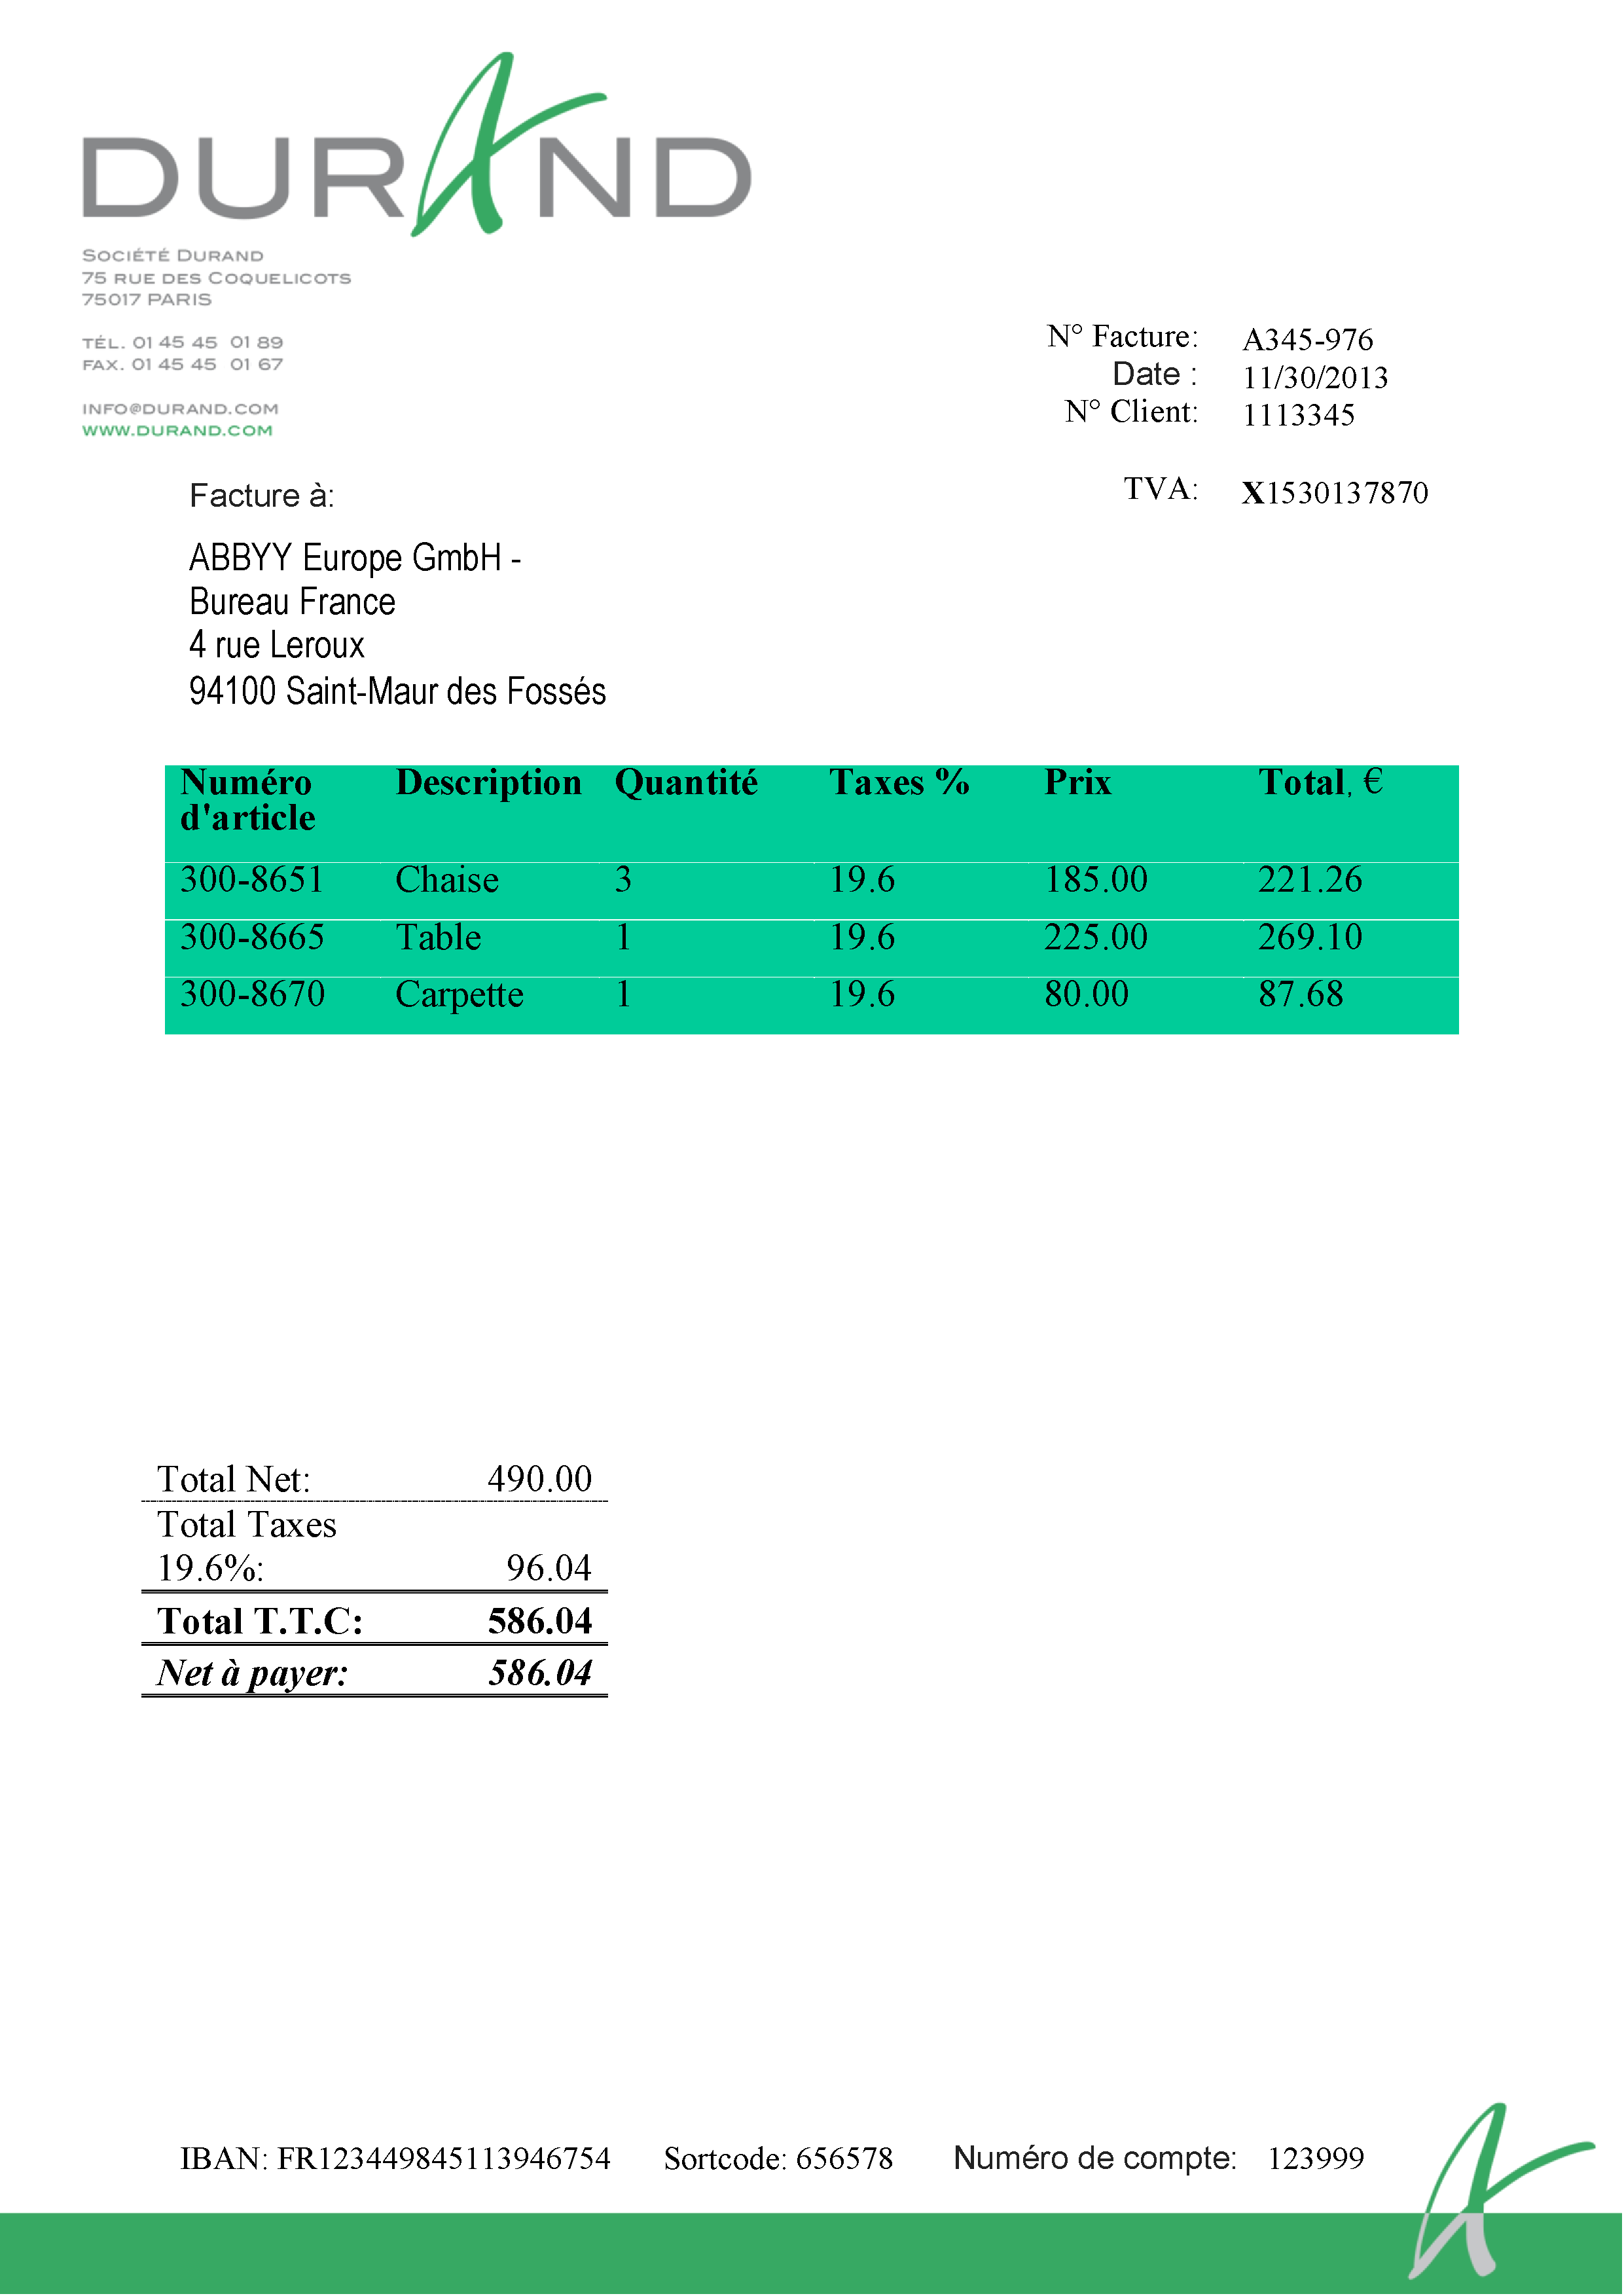 DURAND
SOCIÉTÉ DURAND
75 RUE DES COQUELICOTS
75017 PARIS
TÉL. 01 45 45 01 89
FAX. 01 45 45 01 67
INFO@DURAND.COM
WWW.DURAND.COM
N° Facture: A345-976
Date : 11/30/2013
N° Client: 1113345
TVA: X1530137870
Facture à:
ABBYY Europe GmbH -
Bureau France
4 rue Leroux
94100 Saint-Maur des Fossés
Numéro d'article Description Quantité Taxes % Prix Total, €
300-8651 Chaise 3 19.6 185.00 221.26
300-8665 Table 1 19.6 225.00 269.10
300-8670 Carpette 1 19.6 80.00 87.68
Total Net: 490.00
Total Taxes
19.6%: 96.04
Total T.T.C: 586.04
Net à payer: 586.04
IBAN: FR123449845113946754 Sortcode: 656578 Numéro de compte: 123999